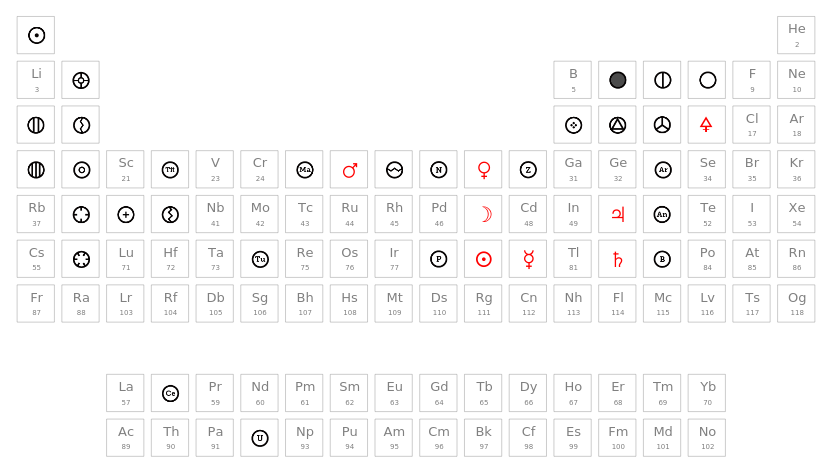 He
2
Li B F Ne
3 5 9 10
Cl Ar
17 18
Sc Tit V Cr Ma N Z Ga Ge Ar Se Br Kr
21 23 24 31 32 34 35 36
Rb Nb Mo Tc Ru Rh Pd Cd In An Te I Xe
37 41 42 43 44 45 46 48 49 52 53 54
Cs Lu Hf Ta Tu Re Os Ir P Tl B Po At Rn
55 71 72 73 75 76 77 81 84 85 86
Fr Ra Lr Rf Db Sg Bh Hs Mt Ds Rg Cn Nh Fl Mc Lv Ts Og
87 88 103 104 105 106 107 108 109 110 111 112 113 114 115 116 117 118
La Ce Pr Nd Pm Sm Eu Gd Tb Dy Ho Er Tm Yb
57 59 60 61 62 63 64 65 66 67 68 69 70
Ac Th Pa U Np Pu Am Cm Bk Cf Es Fm Md No
89 90 91 93 94 95 96 97 98 99 100 101 102